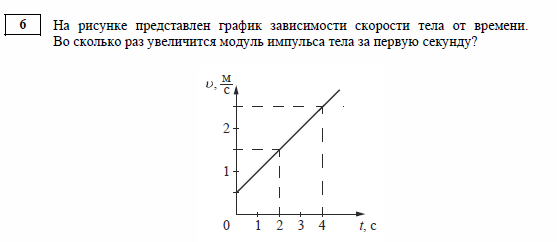 6 На рисунке представлен график зависимости скорости тела от времени.
Во сколько раз увеличится модуль импульса тела за первую секунду?
υ, м/с
2
1
0 1 2 3 4 t, с